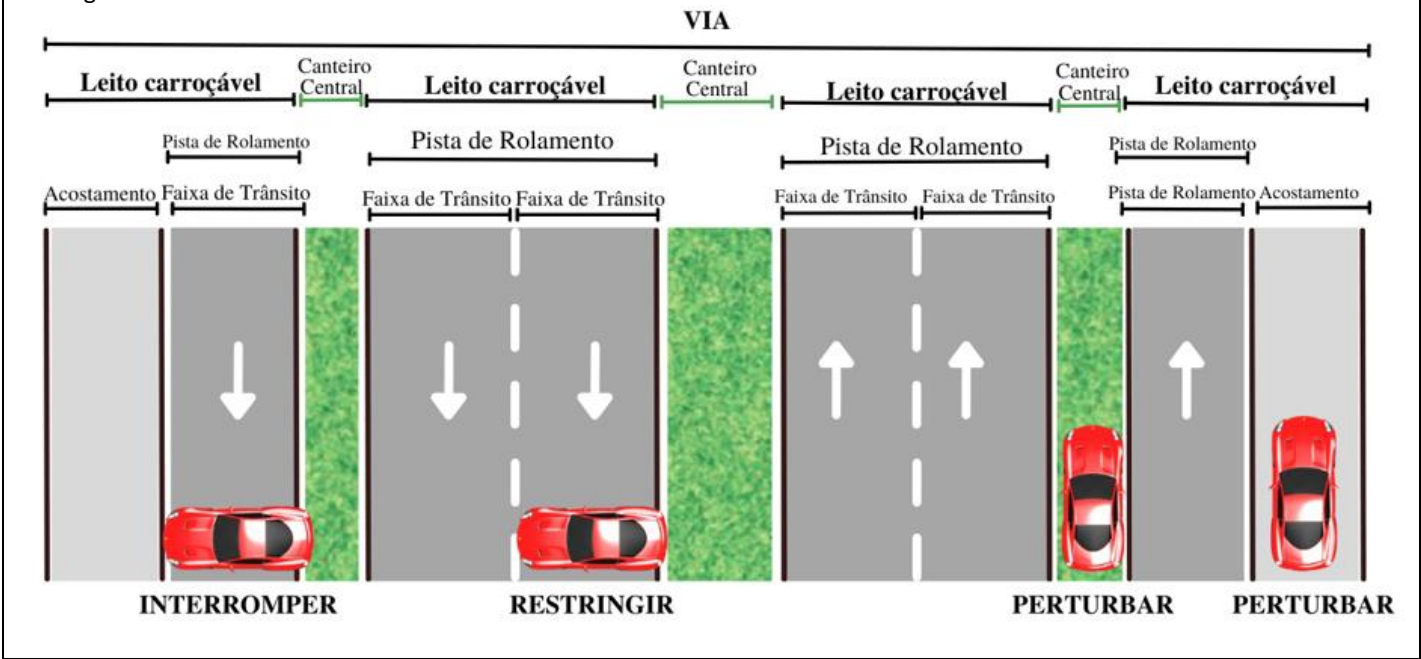 VIA
Leito carroçável
Canteiro
Central
Leito carroçável
Canteiro
Central
Leito carroçável
Canteiro
Central
Leito carroçável
Pista de Rolamento
Pista de Rolamento
Pista de Rolamento
Pista de Rolamento
Acostamento
Faixa de Trânsito
Faixa de Trânsito
Faixa de Trânsito
Faixa de Trânsito
Faixa de Trânsito
Pista de Rolamento
Acostamento
INTERROMPER
RESTRINGIR
PERTURBAR
PERTURBAR